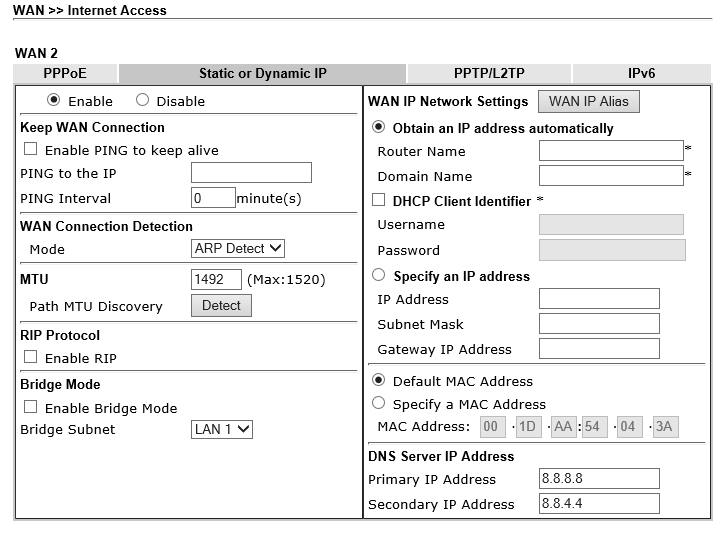 WAN >> Internet Access
WAN 2
PPPoE
Static or Dynamic IP
PPTP/L2TP
IPv6
Enable Disable
Keep WAN Connection
Enable PING to keep alive
PING to the IP
PING Interval 0 minute(s)
WAN Connection Detection
Mode ARP Detect
MTU 1492 (Max:1520)
Path MTU Discovery Detect
RIP Protocol
Enable RIP
Bridge Mode
Enable Bridge Mode
Bridge Subnet LAN 1
WAN IP Network Settings WAN IP Alias
Obtain an IP address automatically
Router Name *
Domain Name *
DHCP Client Identifier *
Username
Password
Specify an IP address
IP Address
Subnet Mask
Gateway IP Address
Default MAC Address
Specify a MAC Address
MAC Address: 00 · 1D · AA : 54 · 04 · 3A
DNS Server IP Address
Primary IP Address 8.8.8.8
Secondary IP Address 8.8.4.4